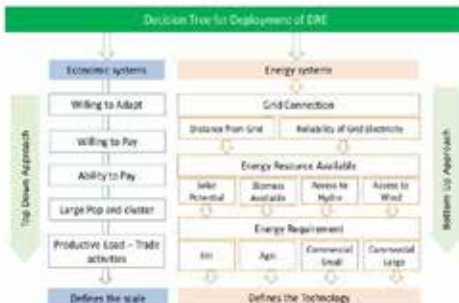 Decision Tree for Deployment of DRE
Economic systems
Energy systems
Willing to Adapt
Grid Connection
Distance from Grid
Reliability of Grid Electricity
Willing to Pay
Energy Resource Available
Ability to Pay
Solar
Potential
Biomass
Available
Access to
Hydro
Access to
Wind
Large Pop and cluster
Energy Requirement
Productive Load – Trade
activities
Agri
Commercial
Small
Commercial
Large
Defines the scale
Defines the Technology
Top Down Approach
Bottom Up Approach